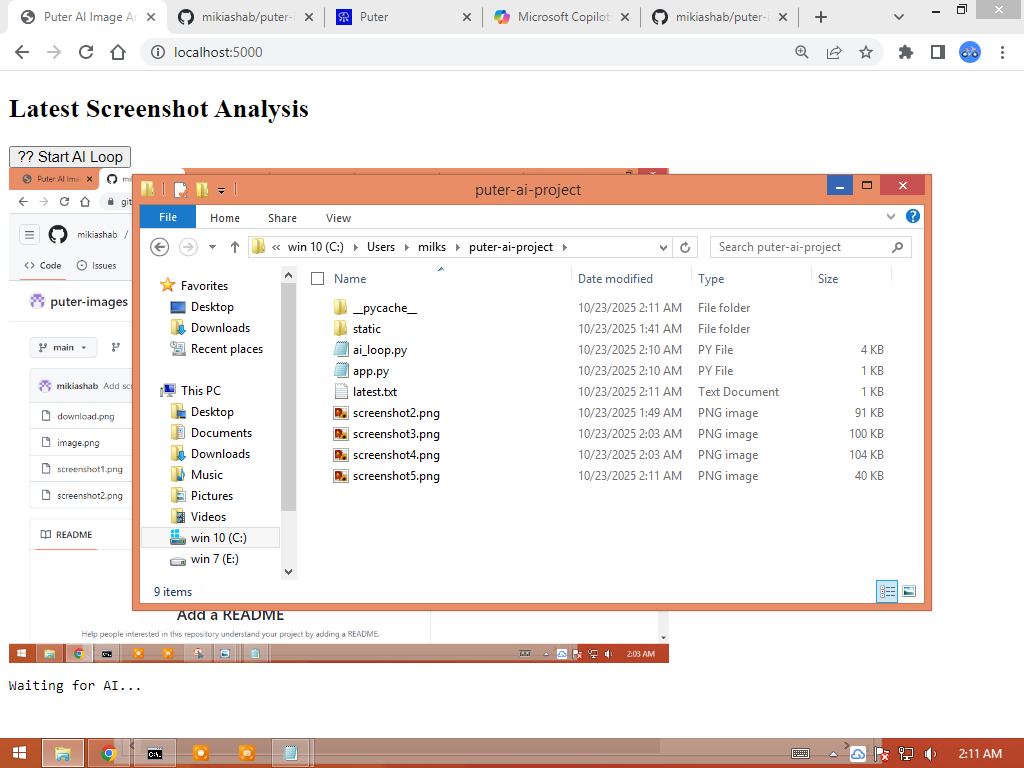 Puter AI Image Ar
mikiashab/puter-i
Puter
Microsoft Copilot:
mikiashab/puter-i
localhost:5000
Latest Screenshot Analysis
?? Start AI Loop
Puter AI Ima
mi
git
mikiashab /
<> Code
Issues
puter-images
main
mikiashab Add scr
download.png
image.png
screenshot1.png
screenshot2.png
README
puter-ai-project
File Home Share View
« win 10 (C:) Users milks puter-ai-project
Search puter-ai-project
Favorites
Desktop
Downloads
Recent places
This PC
Desktop
Documents
Downloads
Music
Pictures
Videos
win 10 (C:)
win 7 (E:)
Name Date modified Type Size
__pycache__ 10/23/2025 2:11 AM File folder
static 10/23/2025 1:41 AM File folder
ai_loop.py 10/23/2025 2:10 AM PY File 4 KB
app.py 10/23/2025 2:10 AM PY File 1 KB
latest.txt 10/23/2025 2:11 AM Text Document 1 KB
screenshot2.png 10/23/2025 1:49 AM PNG image 91 KB
screenshot3.png 10/23/2025 2:03 AM PNG image 100 KB
screenshot4.png 10/23/2025 2:03 AM PNG image 104 KB
screenshot5.png 10/23/2025 2:11 AM PNG image 40 KB
9 items
Add a README
Help people interested in this repository understand your project by adding a README.
2:03 AM
Waiting for AI...
C:\.
2:11 AM